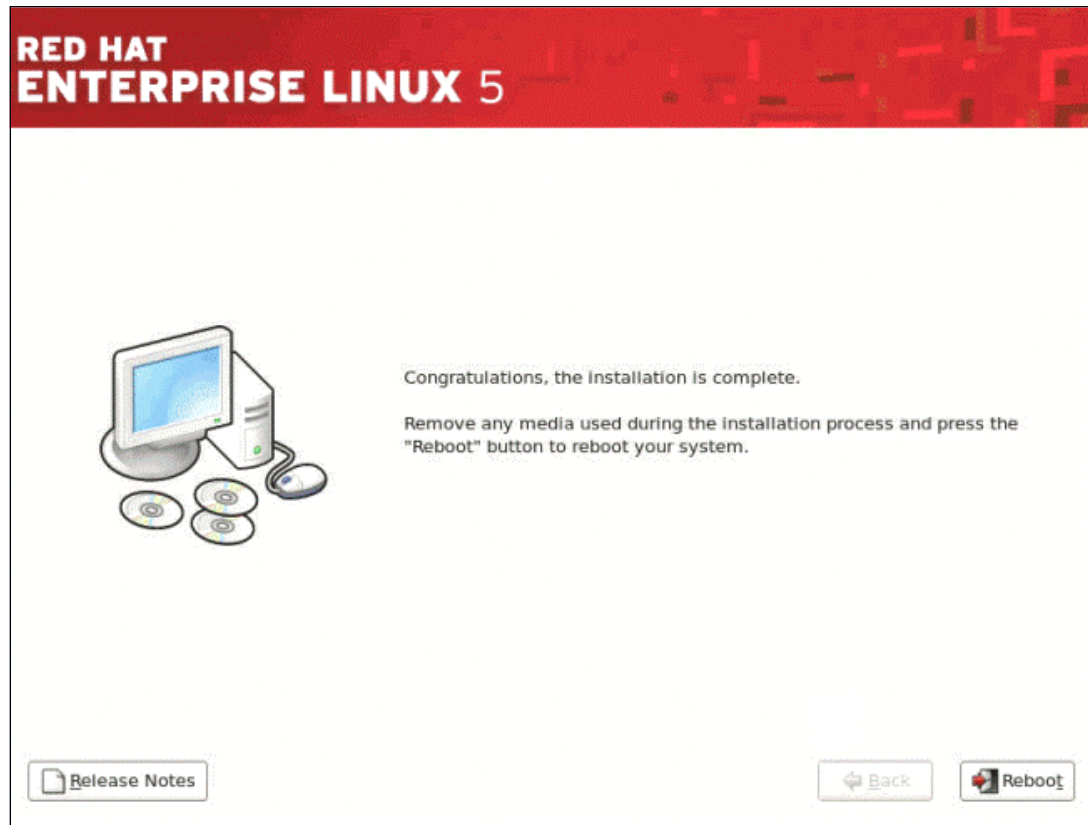 RED HAT
ENTERPRISE LINUX 5
Congratulations, the installation is complete.
Remove any media used during the installation process and press the
"Reboot" button to reboot your system.
Release Notes
Back
Reboot